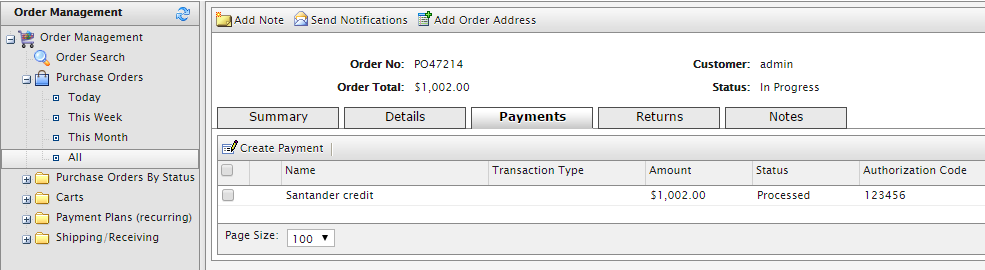 Order Management
Order Management
Order Search
Purchase Orders
Today
This Week
This Month
All
Purchase Orders By Status
Carts
Payment Plans (recurring)
Shipping/Receiving
Add Note Send Notifications Add Order Address
Order No: PO47214 Customer: admin
Order Total: $1,002.00 Status: In Progress
Summary Details Payments Returns Notes
Create Payment
Name Transaction Type Amount Status Authorization Code
Santander credit $1,002.00 Processed 123456
Page Size: 100